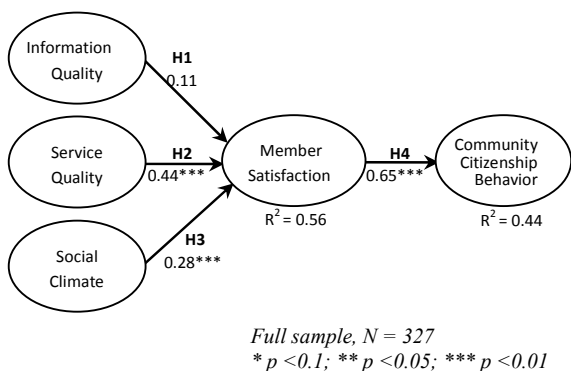 Information
Quality
H1
0.11
Service
Quality
H2
0.44***
Social
Climate
H3
0.28***
Member
Satisfaction
R² = 0.56
H4
0.65***
Community
Citizenship
Behavior
R² = 0.44
Full sample, N = 327
* p <0.1; ** p <0.05; *** p <0.01